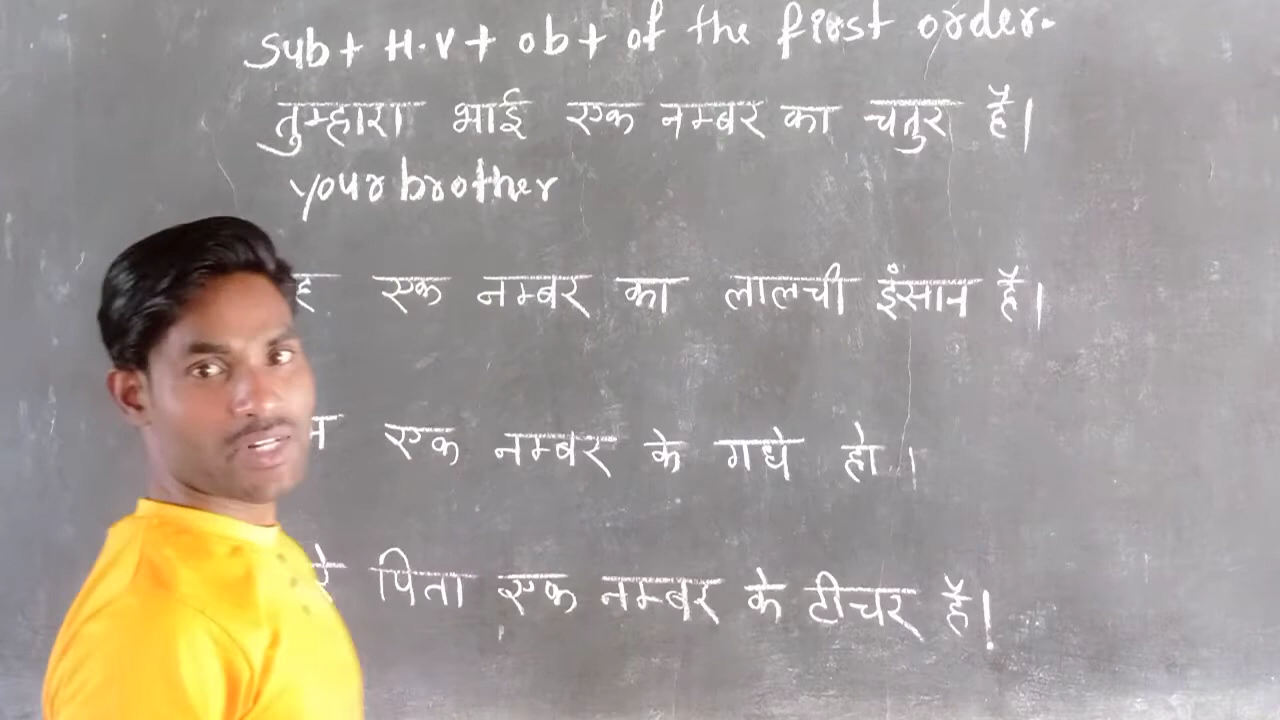 Sub + H.V + ob + of the first order.
तुम्हारा भाई एक नम्बर का चतुर है।
your brother
एक नम्बर का लालची इंसान है।
एक नम्बर के गधे हो।
पिता एक नम्बर के टीचर है।